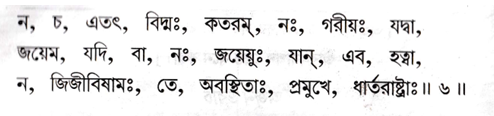 ন, চ, এতৎ, বিদ্মঃ, কতরম্, নঃ, গরীয়ঃ, যদ্বা,
জয়েম, যদি, বা, নঃ, জয়েয়ুঃ, যান্, এব, হত্বা,
ন, জিজীবিষামঃ, তে, অবস্থিতাঃ, প্রমুখে, ধার্তরাষ্ট্রাঃ॥ ৬ ॥